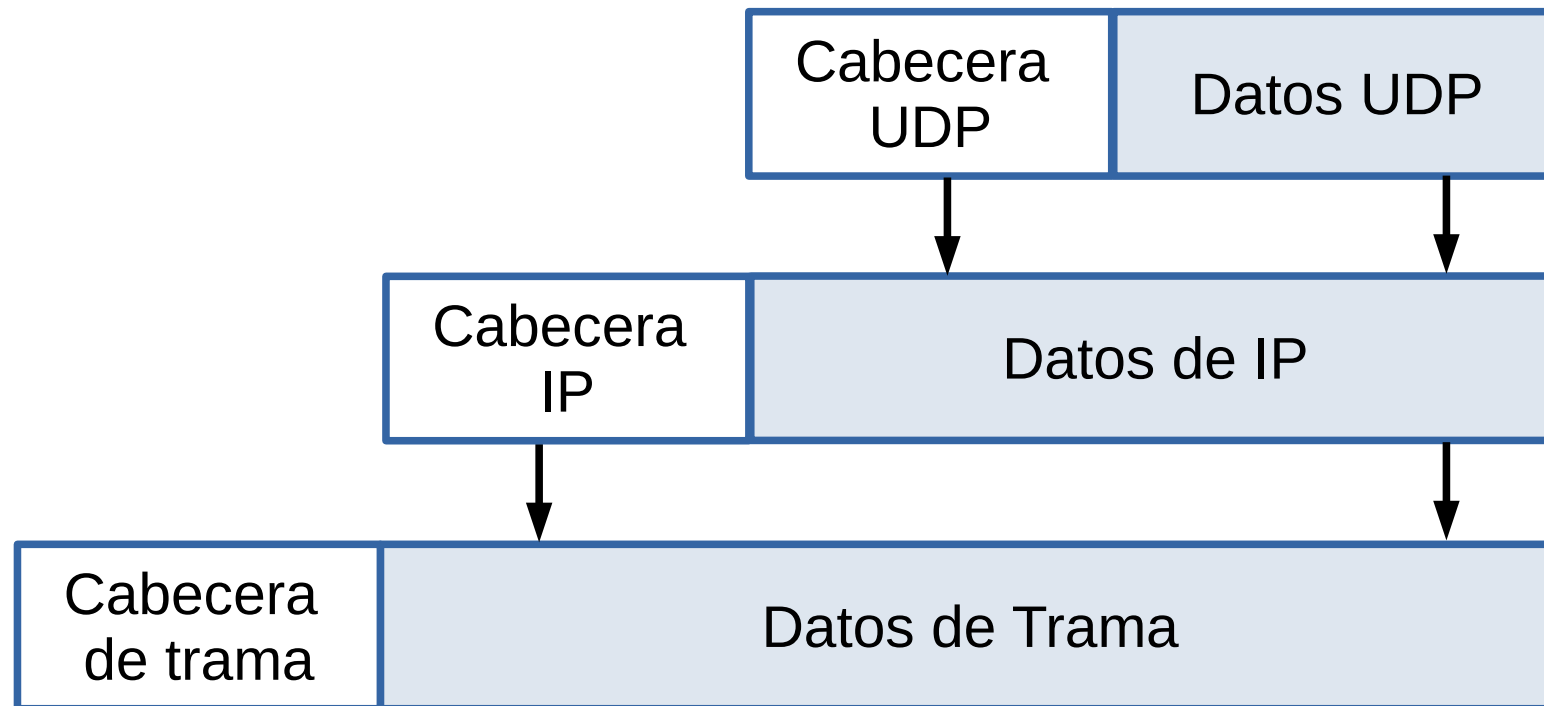 Cabecera
UDP
Datos UDP
Cabecera
IP
Datos de IP
Cabecera
de trama
Datos de Trama